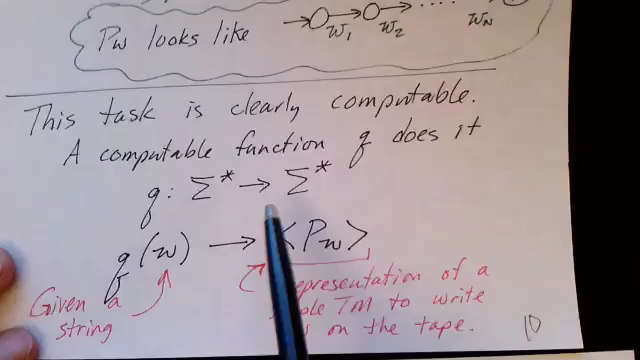 Pw looks like w1 w2 .... wN
This task is clearly computable.
A computable function q does it
q: Σ* → Σ*
q(w) → <Pw>
Given a string
representation of a
TM to write
on the tape.
10